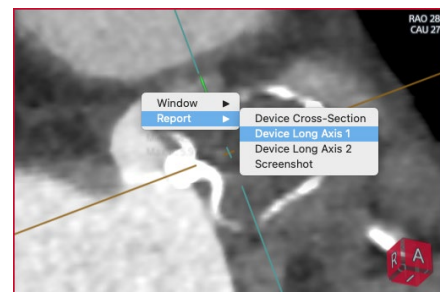 RAO 28
CAU 27
Window
Report
Device Cross-Section
Device Long Axis 1
Device Long Axis 2
Screenshot
R A